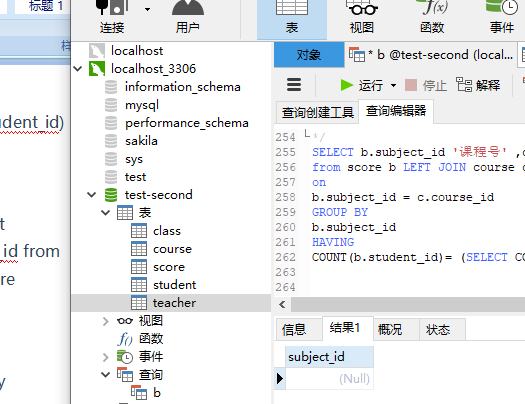 标题 1
样
udent_id)
t
_id from
re
y
连接
用户
表
视图
函数
事件
localhost
localhost_3306
information_schema
mysql
performance_schema
sakila
sys
test
test-second
表
class
course
score
student
teacher
视图
函数
事件
查询
b
对象
* b @test-second (local...
运行
停止
解释
查询创建工具
查询编辑器
254 */
255 SELECT b.subject_id '课程号' ,c
256 from score b LEFT JOIN course c
257 on
258 b.subject_id = c.course_id
259 GROUP BY
260 b.subject_id
261 HAVING
262 COUNT(b.student_id)= (SELECT CO
263
264
信息
结果1
概况
状态
subject_id
(Null)